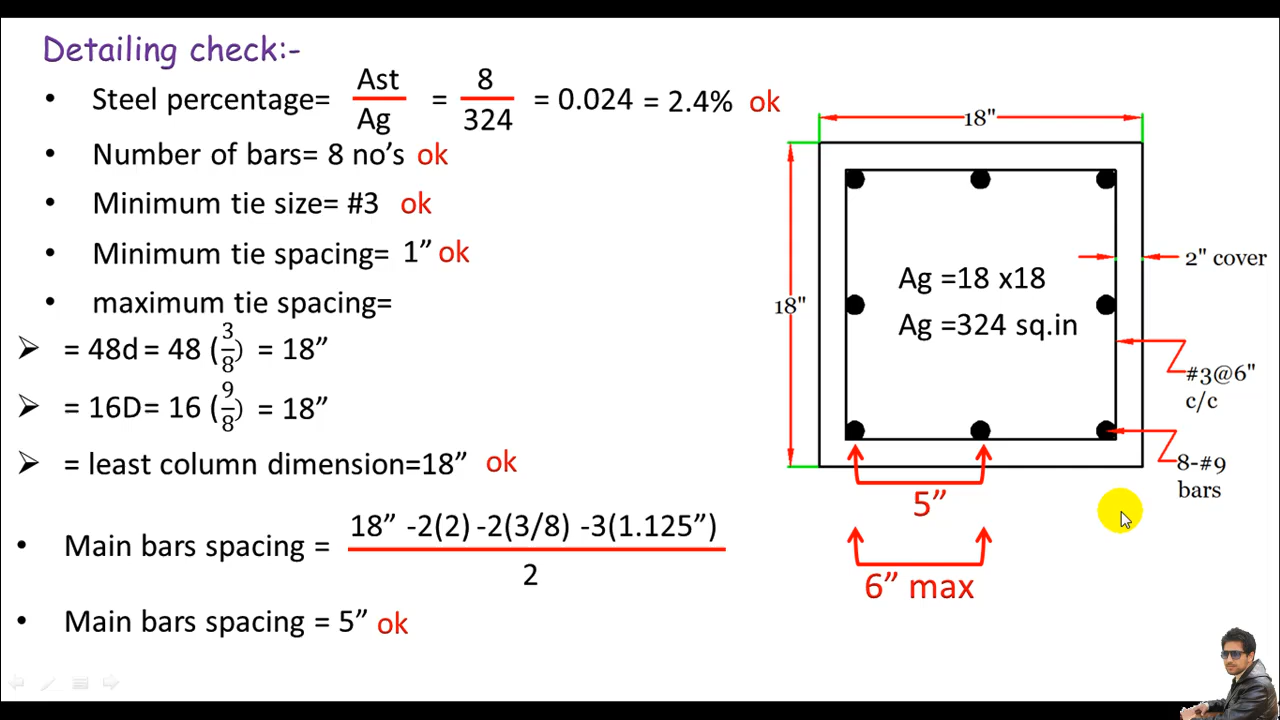 Detailing check:-
• Steel percentage= Ast/Ag = 8/324 = 0.024 = 2.4% ok
• Number of bars= 8 no’s ok
• Minimum tie size= #3 ok
• Minimum tie spacing= 1” ok
• maximum tie spacing=
➢ = 48d = 48 (3/8) = 18”
➢ = 16D= 16 (9/8) = 18”
➢ = least column dimension=18” ok
• Main bars spacing = 18” -2(2) -2(3/8) -3(1.125”) / 2
• Main bars spacing = 5” ok
18"
18"
Ag =18 x18
Ag =324 sq.in
2" cover
#3@6"
c/c
8-#9
bars
5”
6” max